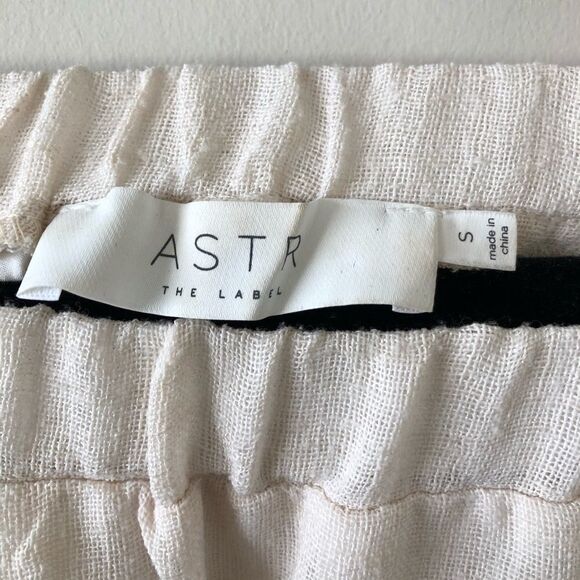 ASTR
THE LABEL
S
made in
china